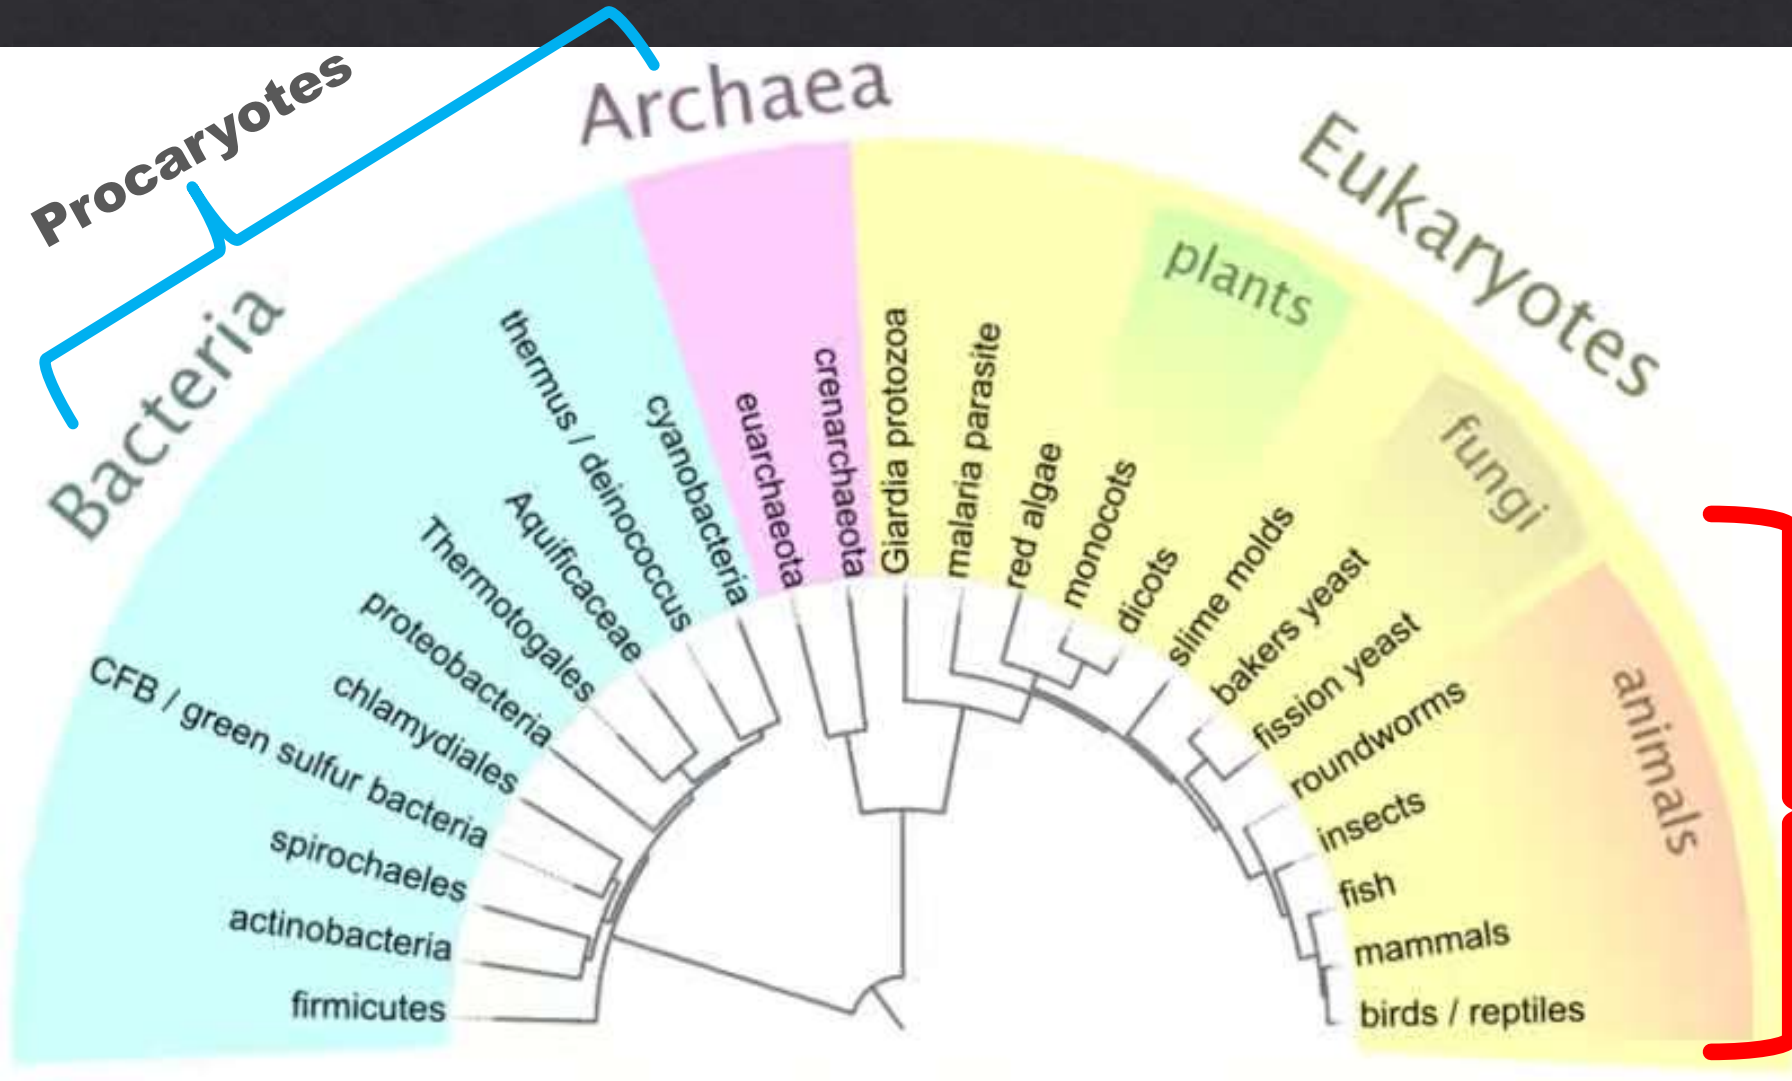 Procaryotes
Bacteria
Archaea
Eukaryotes
plants
fungi
animals
firmicutes
actinobacteria
spirochaeles
CFB / green sulfur bacteria
chlamydiales
proteobacteria
Thermotogales
Aquificaceae
thermus / deinococcus
cyanobacteria
euarchaeota
crenarchaeota
Giardia protozoa
malaria parasite
red algae
monocots
dicots
slime molds
bakers yeast
fission yeast
roundworms
insects
fish
mammals
birds / reptiles